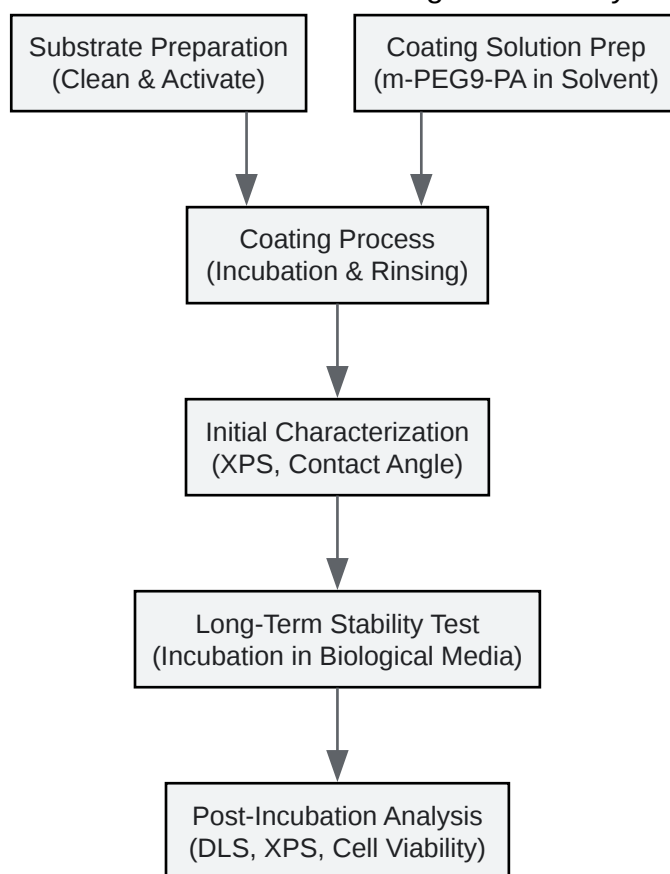 Substrate Preparation
(Clean & Activate)
Coating Solution Prep
(m-PEG9-PA in Solvent)
Coating Process
(Incubation & Rinsing)
Initial Characterization
(XPS, Contact Angle)
Long-Term Stability Test
(Incubation in Biological Media)
Post-Incubation Analysis
(DLS, XPS, Cell Viability)